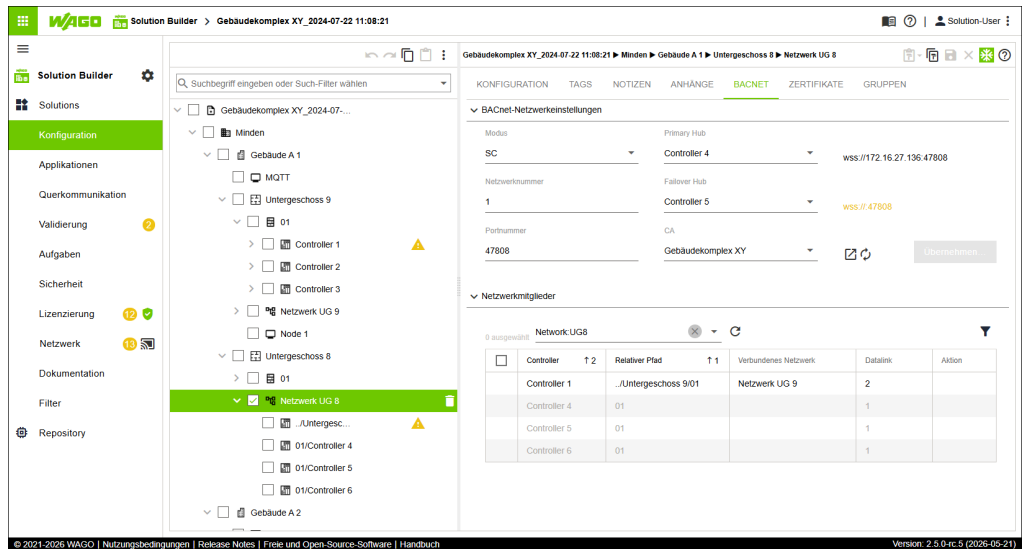 WAGO Solution Builder > Gebäudekomplex XY_2024-07-22 11:08:21 | Solution-User
Solution Builder
Solutions
Konfiguration
Applikationen
Querkommunikation
Validierung 2
Aufgaben
Sicherheit
Lizenzierung 12
Netzwerk 13
Dokumentation
Filter
Repository
Suchbegriff eingeben oder Such-Filter wählen
Gebäudekomplex XY_2024-07-...
Minden
Gebäude A 1
MQTT
Untergeschoss 9
01
Controller 1
Controller 2
Controller 3
Netzwerk UG 9
Node 1
Untergeschoss 8
01
Netzwerk UG 8
../Untergesc...
01/Controller 4
01/Controller 5
01/Controller 6
Gebäude A 2
Gebäudekomplex XY_2024-07-22 11:08:21 ▶ Minden ▶ Gebäude A 1 ▶ Untergeschoss 8 ▶ Netzwerk UG 8
KONFIGURATION TAGS NOTIZEN ANHÄNGE BACNET ZERTIFIKATE GRUPPEN
BACnet-Netzwerkeinstellungen
Modus Primary Hub
SC Controller 4 wss://172.16.27.136:47808
Netzwerknummer Failover Hub
1 Controller 5 wss://:47808
Portnummer CA
47808 Gebäudekomplex XY Übernehmen...
Netzwerkmitglieder
0 ausgewählt Network:UG8
Controller ↑ 2 Relativer Pfad ↑ 1 Verbundenes Netzwerk Datalink Aktion
Controller 1 ../Untergeschoss 9/01 Netzwerk UG 9 2
Controller 4 01 1
Controller 5 01 1
Controller 6 01 1
© 2021-2026 WAGO | Nutzungsbedingungen | Release Notes | Freie und Open-Source-Software | Handbuch Version: 2.5.0-rc.5 (2026-05-21)